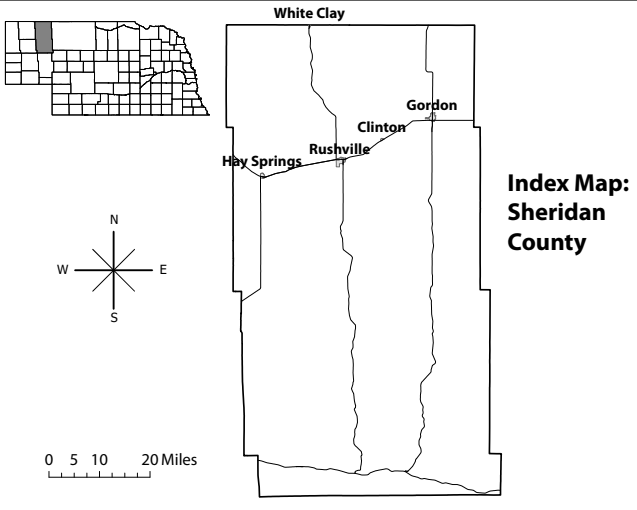 White Clay
Gordon
Clinton
Rushville
Hay Springs
Index Map:
Sheridan
County
N
W E
S
0 5 10 20 Miles